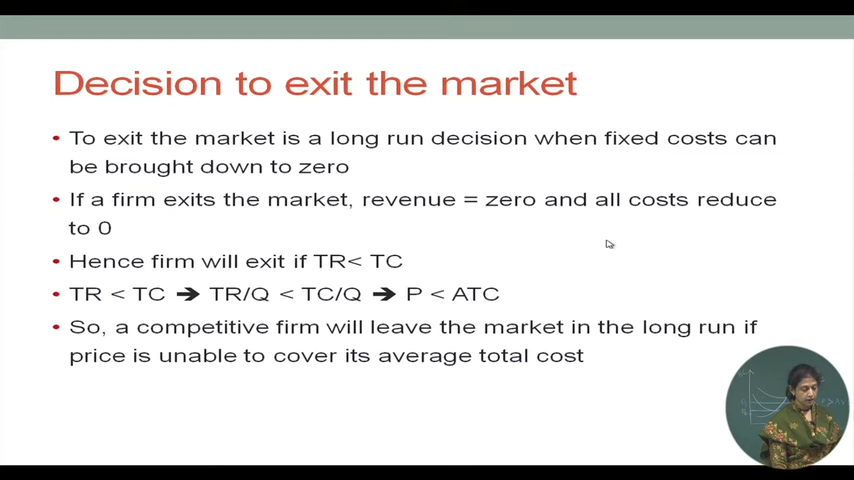 Decision to exit the market
• To exit the market is a long run decision when fixed costs can
be brought down to zero
• If a firm exits the market, revenue = zero and all costs reduce
to 0
• Hence firm will exit if TR< TC
• TR < TC ➔ TR/Q < TC/Q ➔ P < ATC
• So, a competitive firm will leave the market in the long run if
price is unable to cover its average total cost